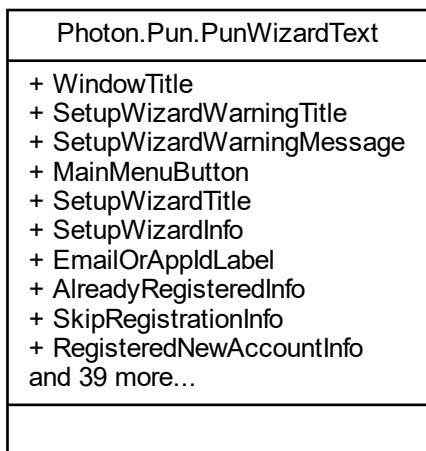 Photon.Pun.PunWizardText
+ WindowTitle
+ SetupWizardWarningTitle
+ SetupWizardWarningMessage
+ MainMenuButton
+ SetupWizardTitle
+ SetupWizardInfo
+ EmailOrAppIdLabel
+ AlreadyRegisteredInfo
+ SkipRegistrationInfo
+ RegisteredNewAccountInfo
and 39 more...